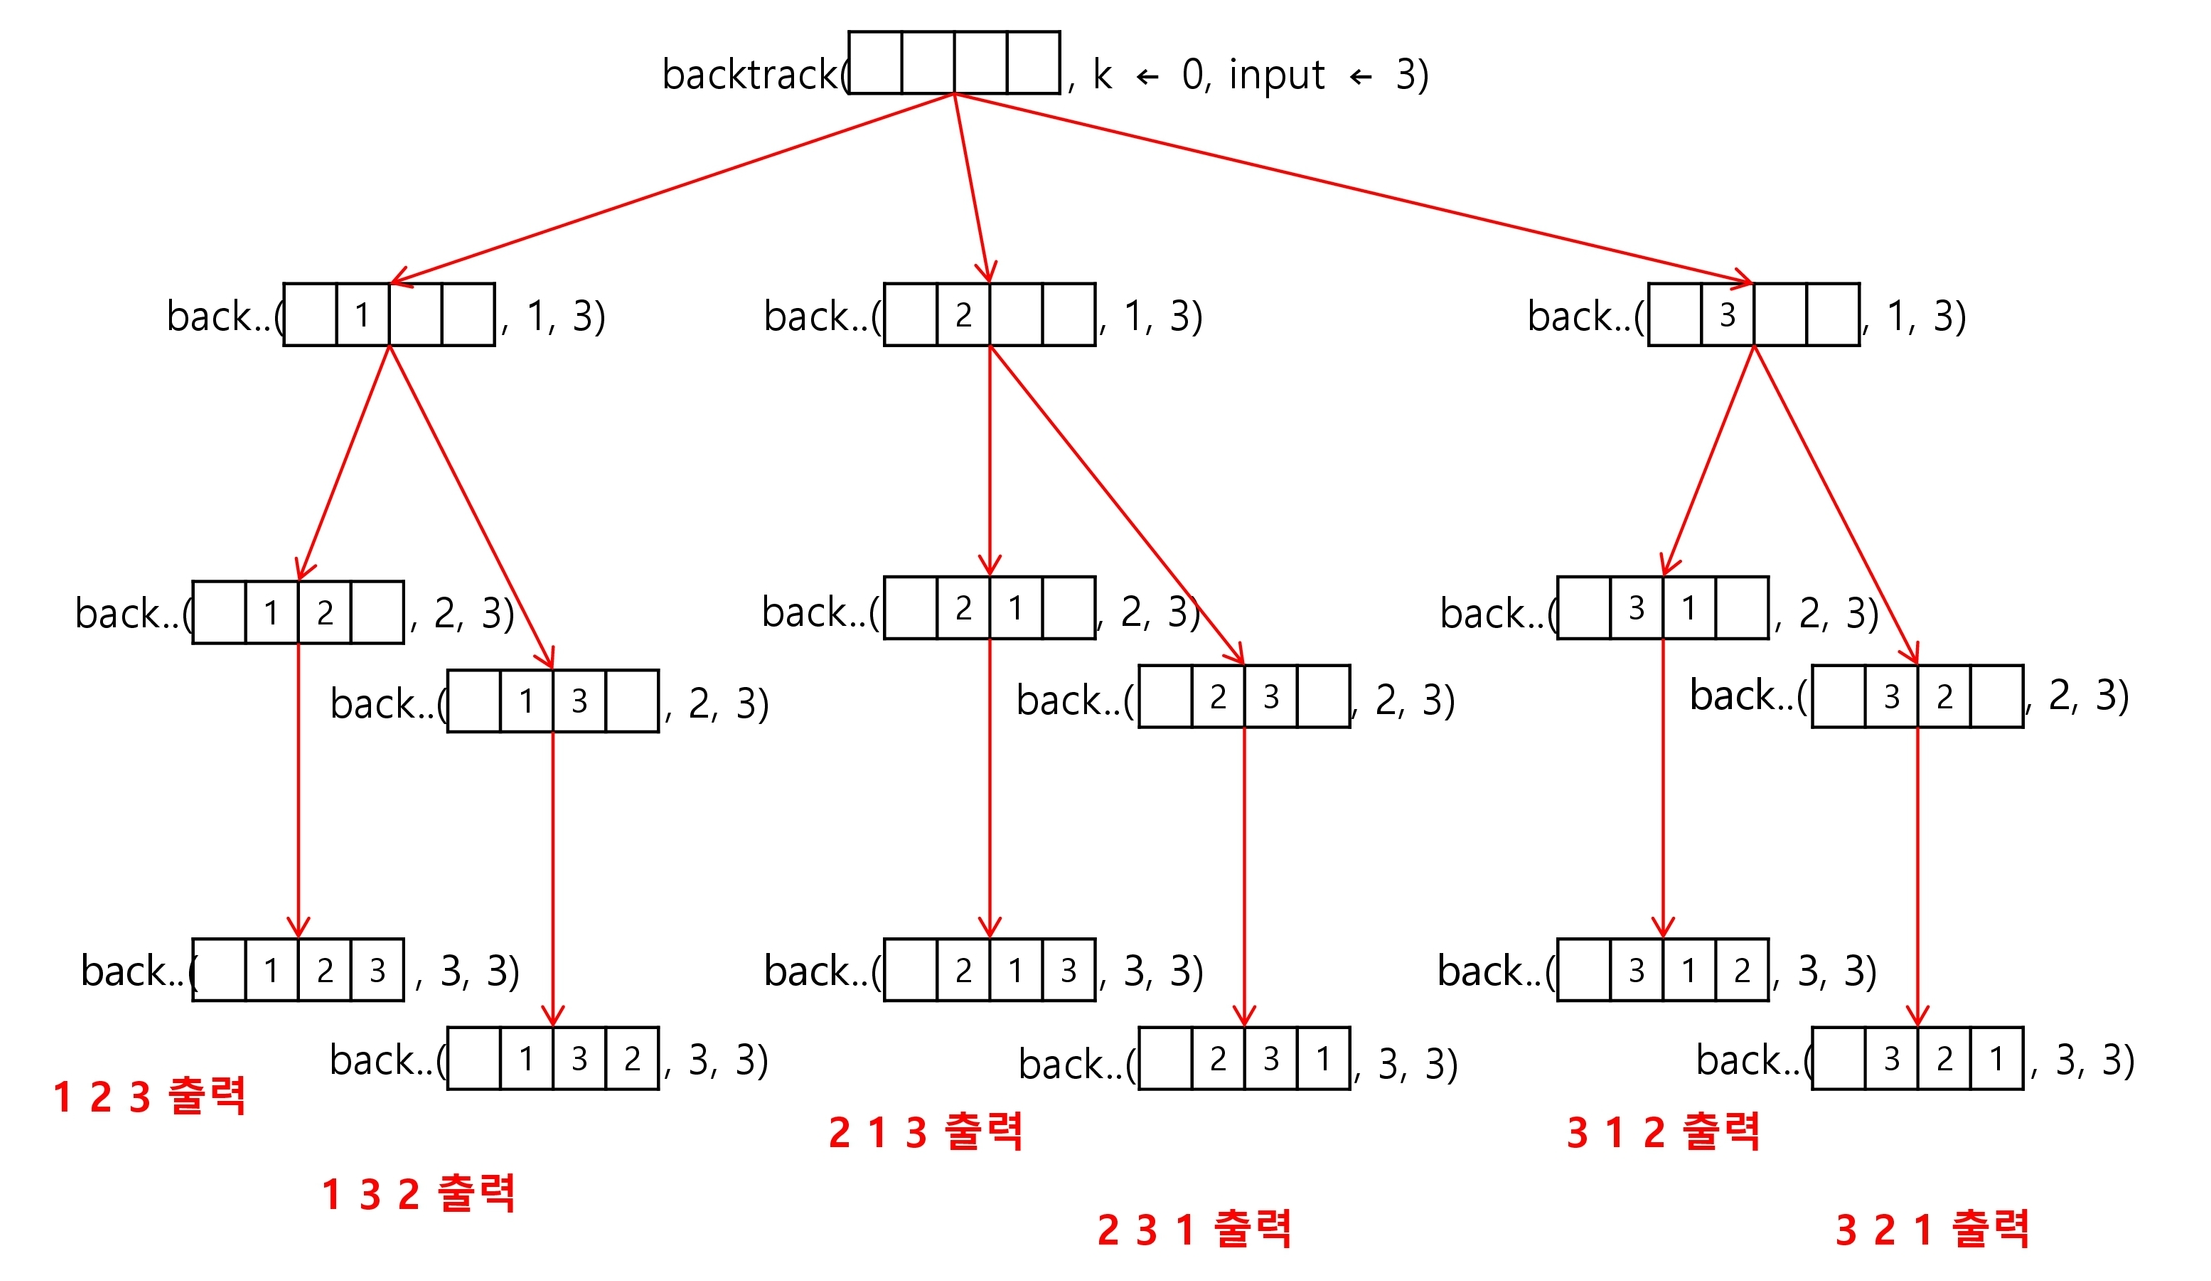 backtrack( , k ← 0, input ← 3)
back..( 1 , 1, 3)
back..( 2 , 1, 3)
back..( 3 , 1, 3)
back..( 1 2 , 2, 3)
back..( 2 1 , 2, 3)
back..( 3 1 , 2, 3)
back..( 1 3 , 2, 3)
back..( 2 3 , 2, 3)
back..( 3 2 , 2, 3)
back..( 1 2 3 , 3, 3)
back..( 2 1 3 , 3, 3)
back..( 3 1 2 , 3, 3)
back..( 1 3 2 , 3, 3)
back..( 2 3 1 , 3, 3)
back..( 3 2 1 , 3, 3)
1 2 3 출력
2 1 3 출력
3 1 2 출력
1 3 2 출력
2 3 1 출력
3 2 1 출력